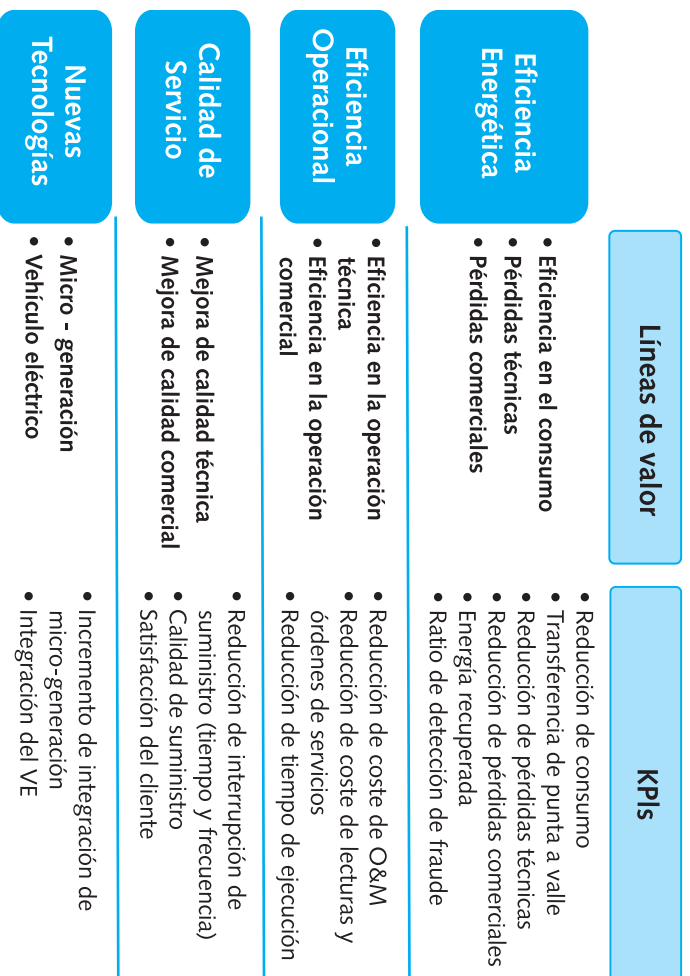 Líneas de valor
KPIs
Eficiencia
Energética
• Eficiencia en el consumo
• Pérdidas técnicas
• Pérdidas comerciales
• Reducción de consumo
• Transferencia de punta a valle
• Reducción de pérdidas técnicas
• Reducción de pérdidas comerciales
• Energía recuperada
• Ratio de detección de fraude
Eficiencia
Operacional
• Eficiencia en la operación
técnica
• Eficiencia en la operación
comercial
• Reducción de coste de O&M
• Reducción de coste de lecturas y
órdenes de servicios
• Reducción de tiempo de ejecución
Calidad de
Servicio
• Mejora de calidad técnica
• Mejora de calidad comercial
• Reducción de interrupción de
suministro (tiempo y frecuencia)
• Calidad de suministro
• Satisfacción del cliente
Nuevas
Tecnologías
• Micro - generación
• Vehículo eléctrico
• Incremento de integración de
micro-generación
• Integración del VE